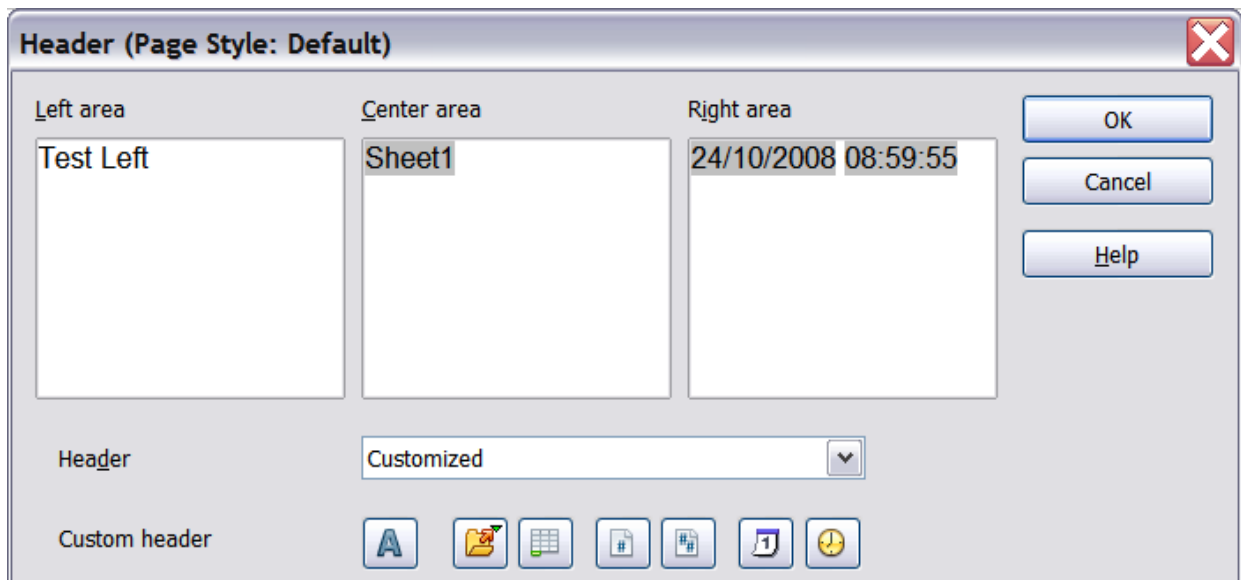 Header (Page Style: Default)
Left area Center area Right area
OK
Test Left Sheet1 24/10/2008 08:59:55
Cancel
Help
Header Customized
Custom header